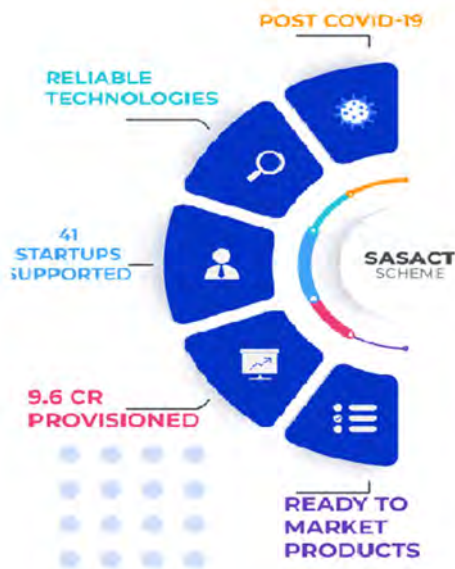 POST COVID-19
RELIABLE
TECHNOLOGIES
41
STARTUPS
SUPPORTED
SASACT
SCHEME
9.6 CR
PROVISIONED
READY TO
MARKET
PRODUCTS